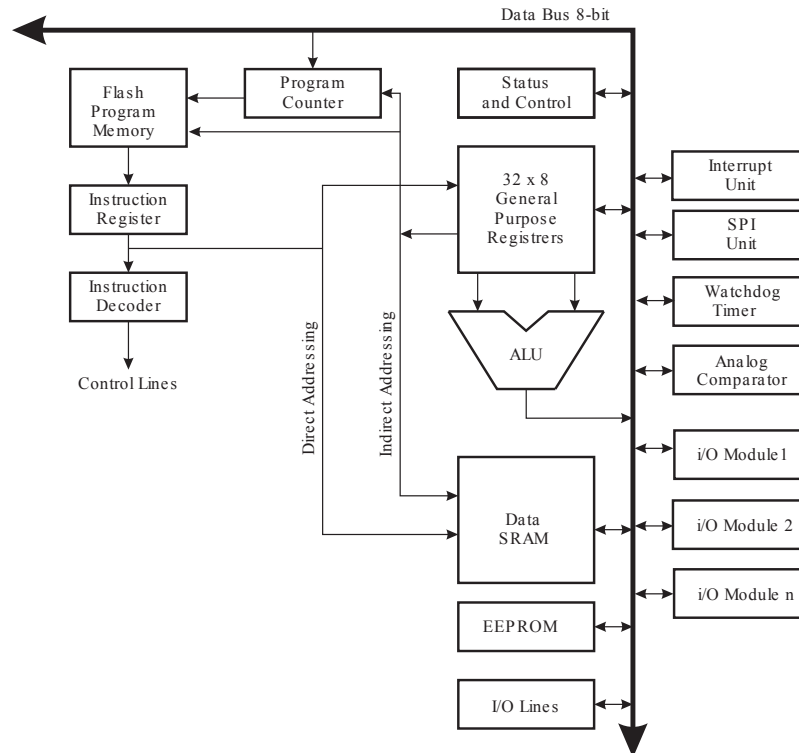 Data Bus 8-bit
Flash
Program
Memory
Program
Counter
Status
and Control
Instruction
Register
32 x 8
General
Purpose
Registrers
Interrupt
Unit
SPI
Unit
Instruction
Decoder
Watchdog
Timer
ALU
Analog
Comparator
Control Lines
Direct Addressing
Indirect Addressing
i/O Module1
Data
SRAM
i/O Module 2
i/O Module n
EEPROM
I/O Lines